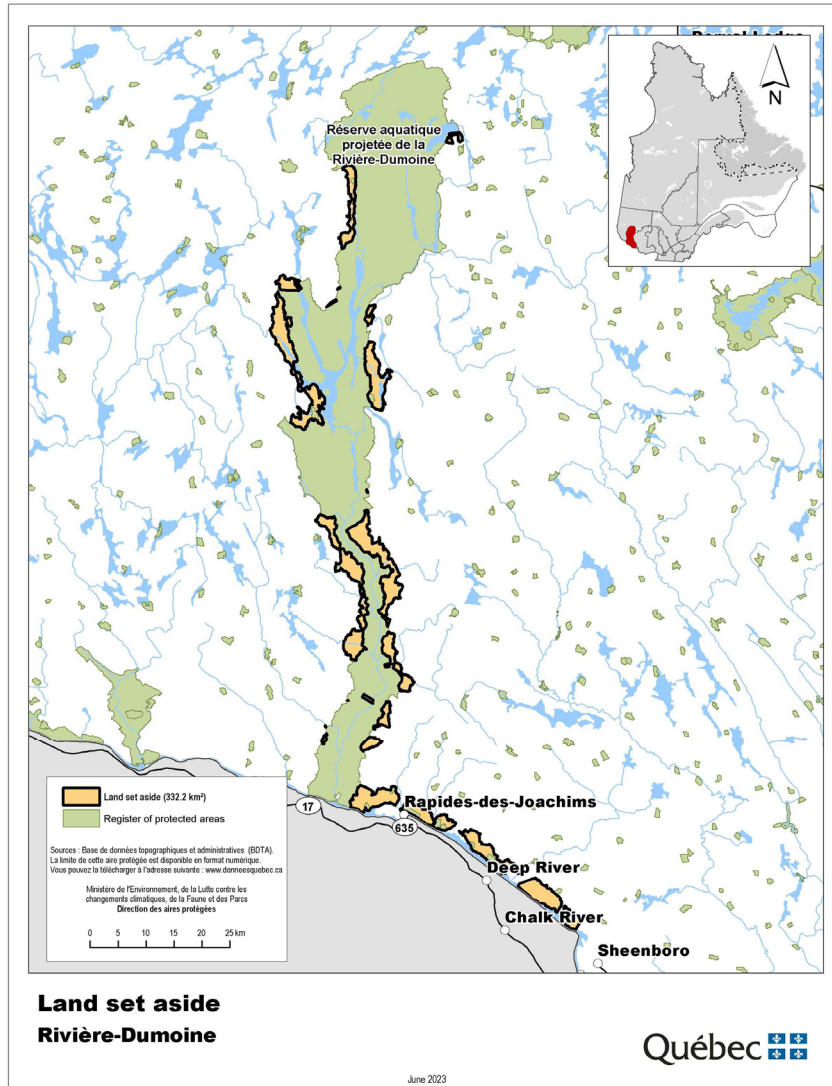 Réserve aquatique
projetée de la
Rivière-Dumoine
N
Land set aside (332.2 km²)
Register of protected areas
Sources : Base de données topographiques et administratives (BDTA).
La limite de cette aire protégée est disponible en format numérique.
Vous pouvez la télécharger à l'adresse suivante : www.donneesquebec.ca
Ministère de l'Environnement, de la Lutte contre les
changements climatiques, de la Faune et des Parcs
Direction des aires protégées
0 5 10 15 20 25 km
17
Rapides-des-Joachims
635
Deep River
Chalk River
Sheenboro
Land set aside
Rivière-Dumoine
Québec
June 2023